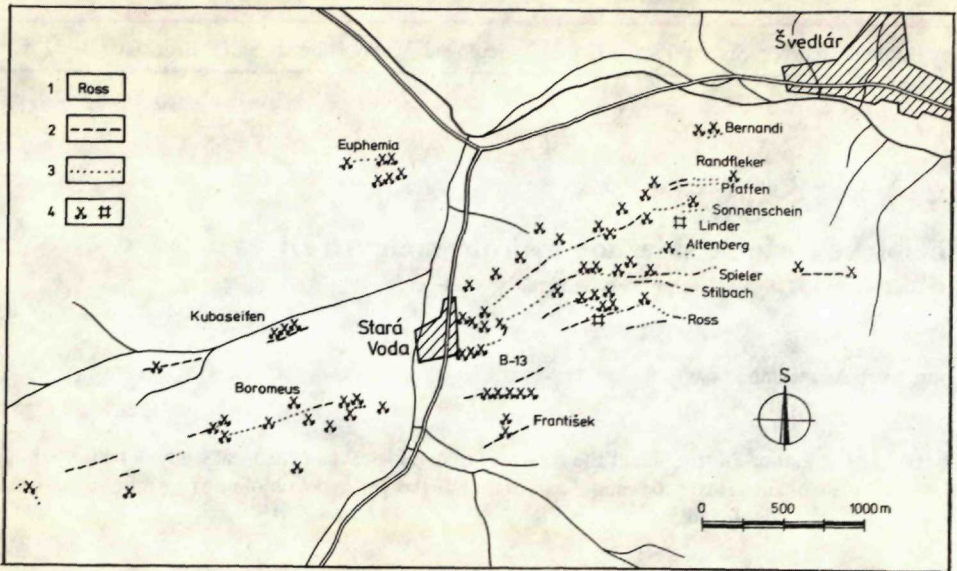 Švedlár
1 Ross
2
3
4
Euphemia
Bernandi
Randfleker
Pfaffen
Sonnenschein
Linder
Altenberg
Spieler
Stilbach
Ross
Kubaseifen
Stará
Voda
B-13
Boromeus
František
S
0 500 1000 m